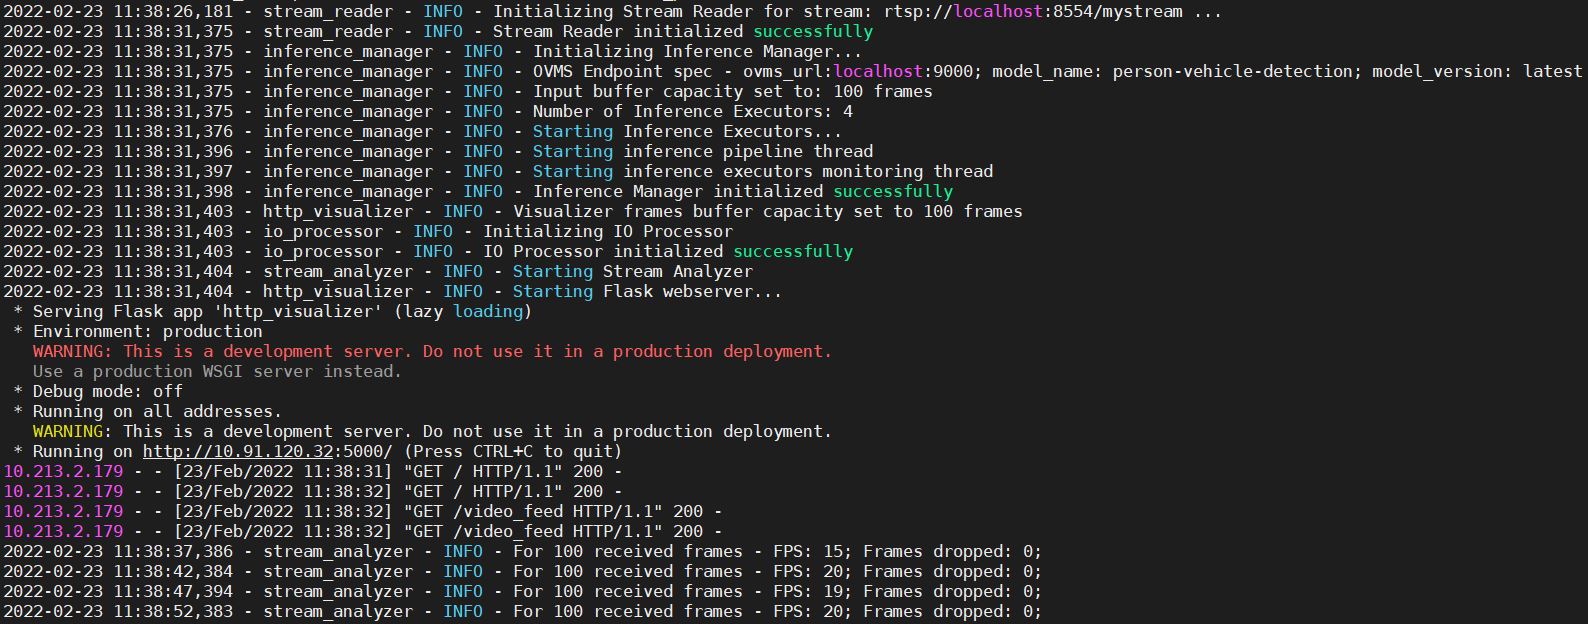 2022-02-23 11:38:26,181 - stream_reader - INFO - Initializing Stream Reader for stream: rtsp://localhost:8554/mystream ...
2022-02-23 11:38:31,375 - stream_reader - INFO - Stream Reader initialized successfully
2022-02-23 11:38:31,375 - inference_manager - INFO - Initializing Inference Manager...
2022-02-23 11:38:31,375 - inference_manager - INFO - OVMS Endpoint spec - ovms_url:localhost:9000; model_name: person-vehicle-detection; model_version: latest
2022-02-23 11:38:31,375 - inference_manager - INFO - Input buffer capacity set to: 100 frames
2022-02-23 11:38:31,375 - inference_manager - INFO - Number of Inference Executors: 4
2022-02-23 11:38:31,376 - inference_manager - INFO - Starting Inference Executors...
2022-02-23 11:38:31,396 - inference_manager - INFO - Starting inference pipeline thread
2022-02-23 11:38:31,397 - inference_manager - INFO - Starting inference executors monitoring thread
2022-02-23 11:38:31,398 - inference_manager - INFO - Inference Manager initialized successfully
2022-02-23 11:38:31,403 - http_visualizer - INFO - Visualizer frames buffer capacity set to 100 frames
2022-02-23 11:38:31,403 - io_processor - INFO - Initializing IO Processor
2022-02-23 11:38:31,403 - io_processor - INFO - IO Processor initialized successfully
2022-02-23 11:38:31,404 - stream_analyzer - INFO - Starting Stream Analyzer
2022-02-23 11:38:31,404 - http_visualizer - INFO - Starting Flask webserver...
 * Serving Flask app 'http_visualizer' (lazy loading)
 * Environment: production
   WARNING: This is a development server. Do not use it in a production deployment.
   Use a production WSGI server instead.
 * Debug mode: off
 * Running on all addresses.
   WARNING: This is a development server. Do not use it in a production deployment.
 * Running on http://10.91.120.32:5000/ (Press CTRL+C to quit)
10.213.2.179 - - [23/Feb/2022 11:38:31] "GET / HTTP/1.1" 200 -
10.213.2.179 - - [23/Feb/2022 11:38:32] "GET / HTTP/1.1" 200 -
10.213.2.179 - - [23/Feb/2022 11:38:32] "GET /video_feed HTTP/1.1" 200 -
10.213.2.179 - - [23/Feb/2022 11:38:32] "GET /video_feed HTTP/1.1" 200 -
2022-02-23 11:38:37,386 - stream_analyzer - INFO - For 100 received frames - FPS: 15; Frames dropped: 0;
2022-02-23 11:38:42,384 - stream_analyzer - INFO - For 100 received frames - FPS: 20; Frames dropped: 0;
2022-02-23 11:38:47,394 - stream_analyzer - INFO - For 100 received frames - FPS: 19; Frames dropped: 0;
2022-02-23 11:38:52,383 - stream_analyzer - INFO - For 100 received frames - FPS: 20; Frames dropped: 0;